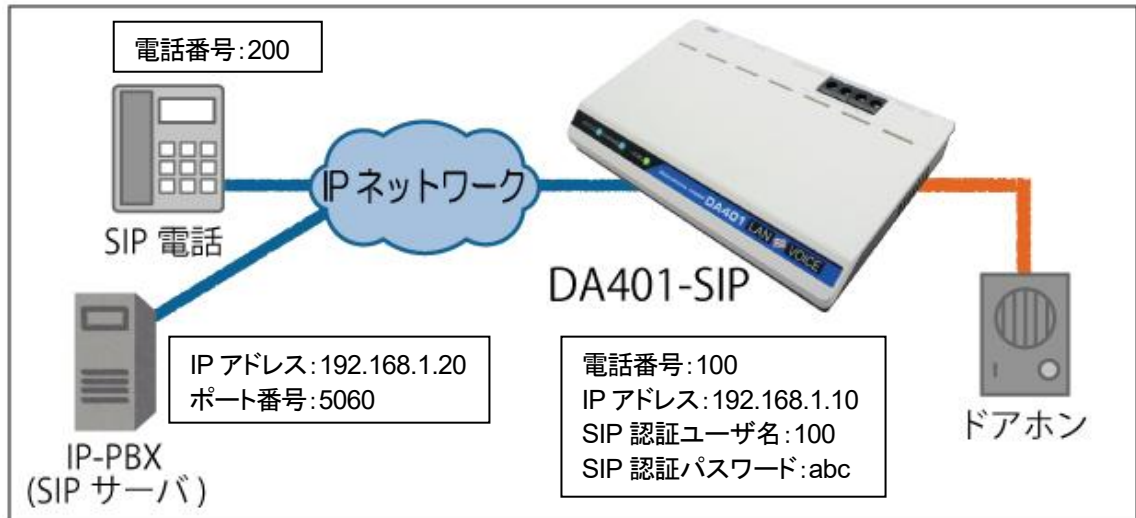 電話番号:200
SIP 電話
IP ネットワーク
DA401 LAN VOICE
DA401-SIP
IP アドレス:192.168.1.20
ポート番号:5060
IP-PBX
(SIP サーバ)
電話番号:100
IP アドレス:192.168.1.10
SIP 認証ユーザ名:100
SIP 認証パスワード:abc
ドアホン